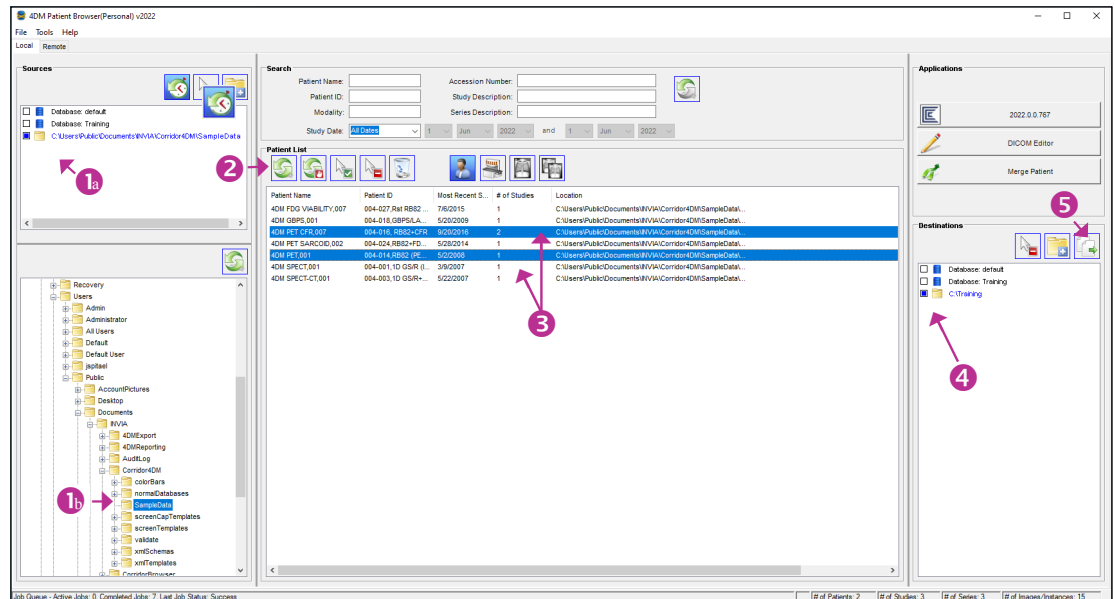 4DM Patient Browser(Personal) v2022
File Tools Help
Local Remote
Sources
Database: default
Database: Training
C:\Users\Public\Documents\INVIA\Corridor4DM\SampleData
1a
Recovery
Users
Admin
Administrator
All Users
Default
Default User
japitael
Public
AccountPictures
Desktop
Documents
INVIA
4DMExport
4DMReporting
AuditLog
Corridor4DM
colorBars
normalDatabases
1b
SampleData
screenCapTemplates
screenTemplates
validate
xmlSchemas
xmlTemplates
CorridorBrowser
Search
Patient Name: Accession Number:
Patient ID: Study Description:
Modality: Series Description:
Study Date: All Dates 1 Jun 2022 and 1 Jun 2022
Patient List
2
Patient Name Patient ID Most Recent S... # of Studies Location
4DM FDG VIABILITY,007 004-027,Rst RB82 ... 7/6/2015 1 C:\Users\Public\Documents\INVIA\Corridor4DM\SampleData\...
4DM GBPS,001 004-018,GBPS/LA... 5/20/2009 1 C:\Users\Public\Documents\INVIA\Corridor4DM\SampleData\...
4DM PET CFR,007 004-016, RB82+CFR 9/20/2016 2 C:\Users\Public\Documents\INVIA\Corridor4DM\SampleData\...
4DM PET SARCOID,002 004-024,RB82+FD... 5/28/2014 1 C:\Users\Public\Documents\INVIA\Corridor4DM\SampleData\...
4DM PET,001 004-014,RB82 (PE... 5/2/2008 1 C:\Users\Public\Documents\INVIA\Corridor4DM\SampleData\...
4DM SPECT,001 004-001,1D GS/R (I... 3/9/2007 1 C:\Users\Public\Documents\INVIA\Corridor4DM\SampleData\...
4DM SPECT-CT,001 004-003,1D GS/R+... 5/22/2007 1 C:\Users\Public\Documents\INVIA\Corridor4DM\SampleData\...
3
Applications
2022.0.0.767
DICOM Editor
Merge Patient
5
Destinations
Database: default
Database: Training
C:\Training
4
Job Queue - Active Jobs: 0 Completed Jobs: 7 Last Job Status: Success
# of Patients: 2 # of Studies: 3 # of Series: 3 # of Images/Instances: 15